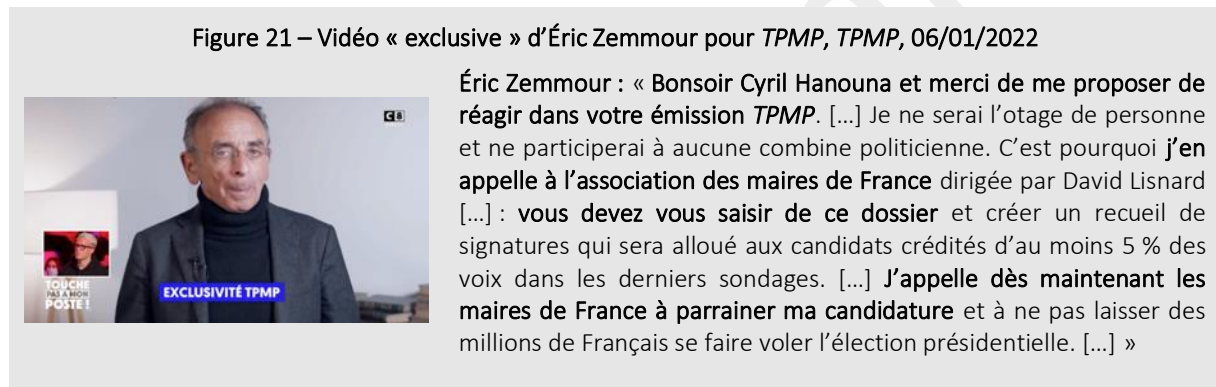 Figure 21 – Vidéo « exclusive » d’Éric Zemmour pour TPMP, TPMP, 06/01/2022
C8
TOUCHE
PAS À MON
POSTE !
EXCLUSIVITÉ TPMP
Éric Zemmour : « Bonsoir Cyril Hanouna et merci de me proposer de
réagir dans votre émission TPMP. […] Je ne serai l’otage de personne
et ne participerai à aucune combine politicienne. C’est pourquoi j’en
appelle à l’association des maires de France dirigée par David Lisnard
[…] : vous devez vous saisir de ce dossier et créer un recueil de
signatures qui sera alloué aux candidats crédités d’au moins 5 % des
voix dans les derniers sondages. […] J’appelle dès maintenant les
maires de France à parrainer ma candidature et à ne pas laisser des
millions de Français se faire voler l’élection présidentielle. […] »